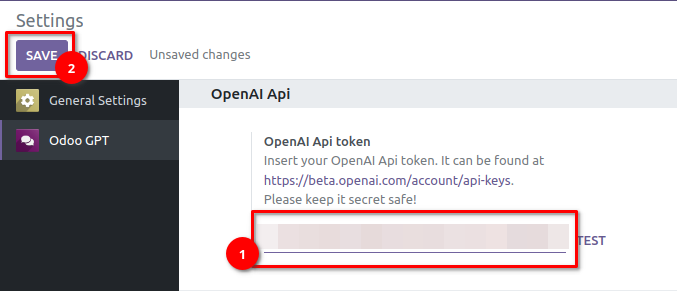 Settings
SAVE DISCARD Unsaved changes
2
General Settings
OpenAI Api
Odoo GPT
OpenAI Api token
Insert your OpenAI Api token. It can be found at
https://beta.openai.com/account/api-keys.
Please keep it secret safe!
TEST
1